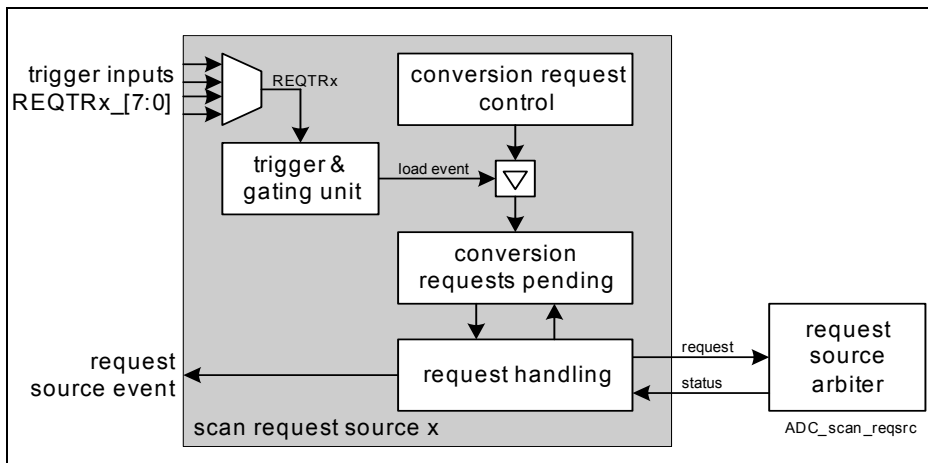 trigger inputs
REQTRx_[7:0]
REQTRx
conversion request
control
trigger &
gating unit
load event
conversion
requests pending
request
source event
request handling
request
status
request
source
arbiter
scan request source x
ADC_scan_reqsrc